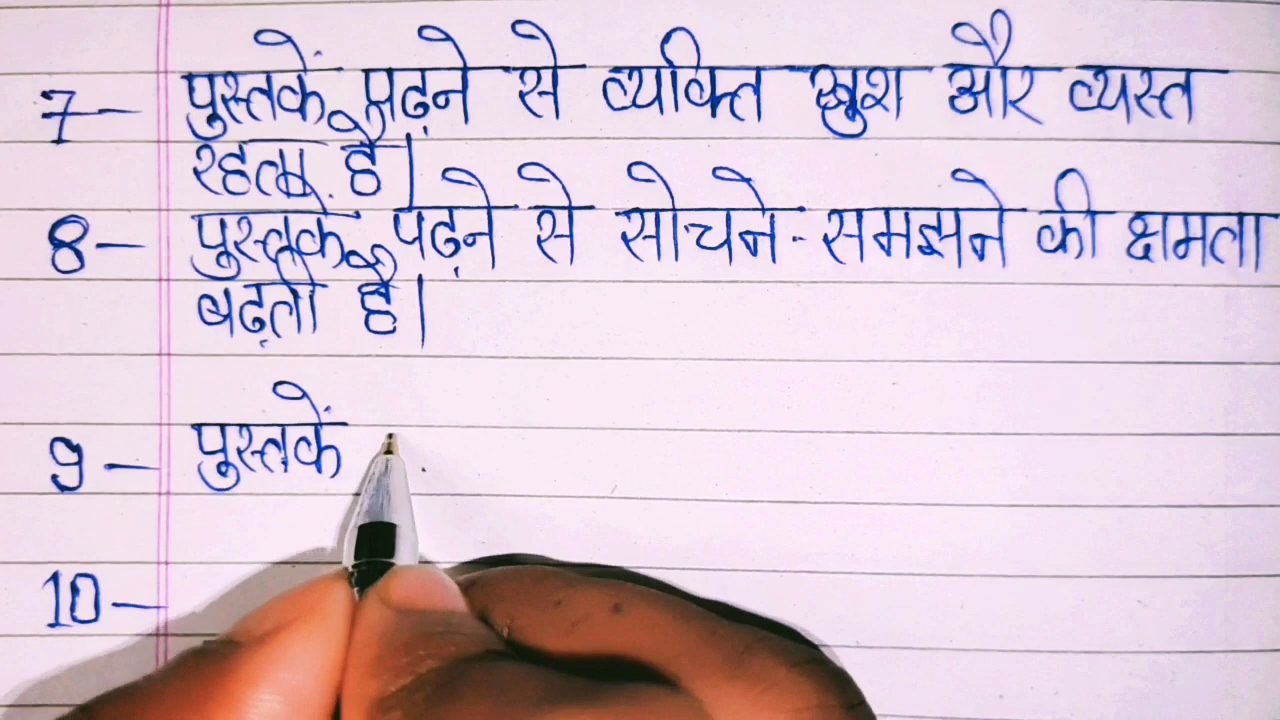 7- पुस्तकें पढ़ने से व्यक्ति खुश और व्यस्त
रहता है।
8- पुस्तकें पढ़ने से सोचने-समझने की क्षमता
बढ़ती है।
9- पुस्तकें
10-